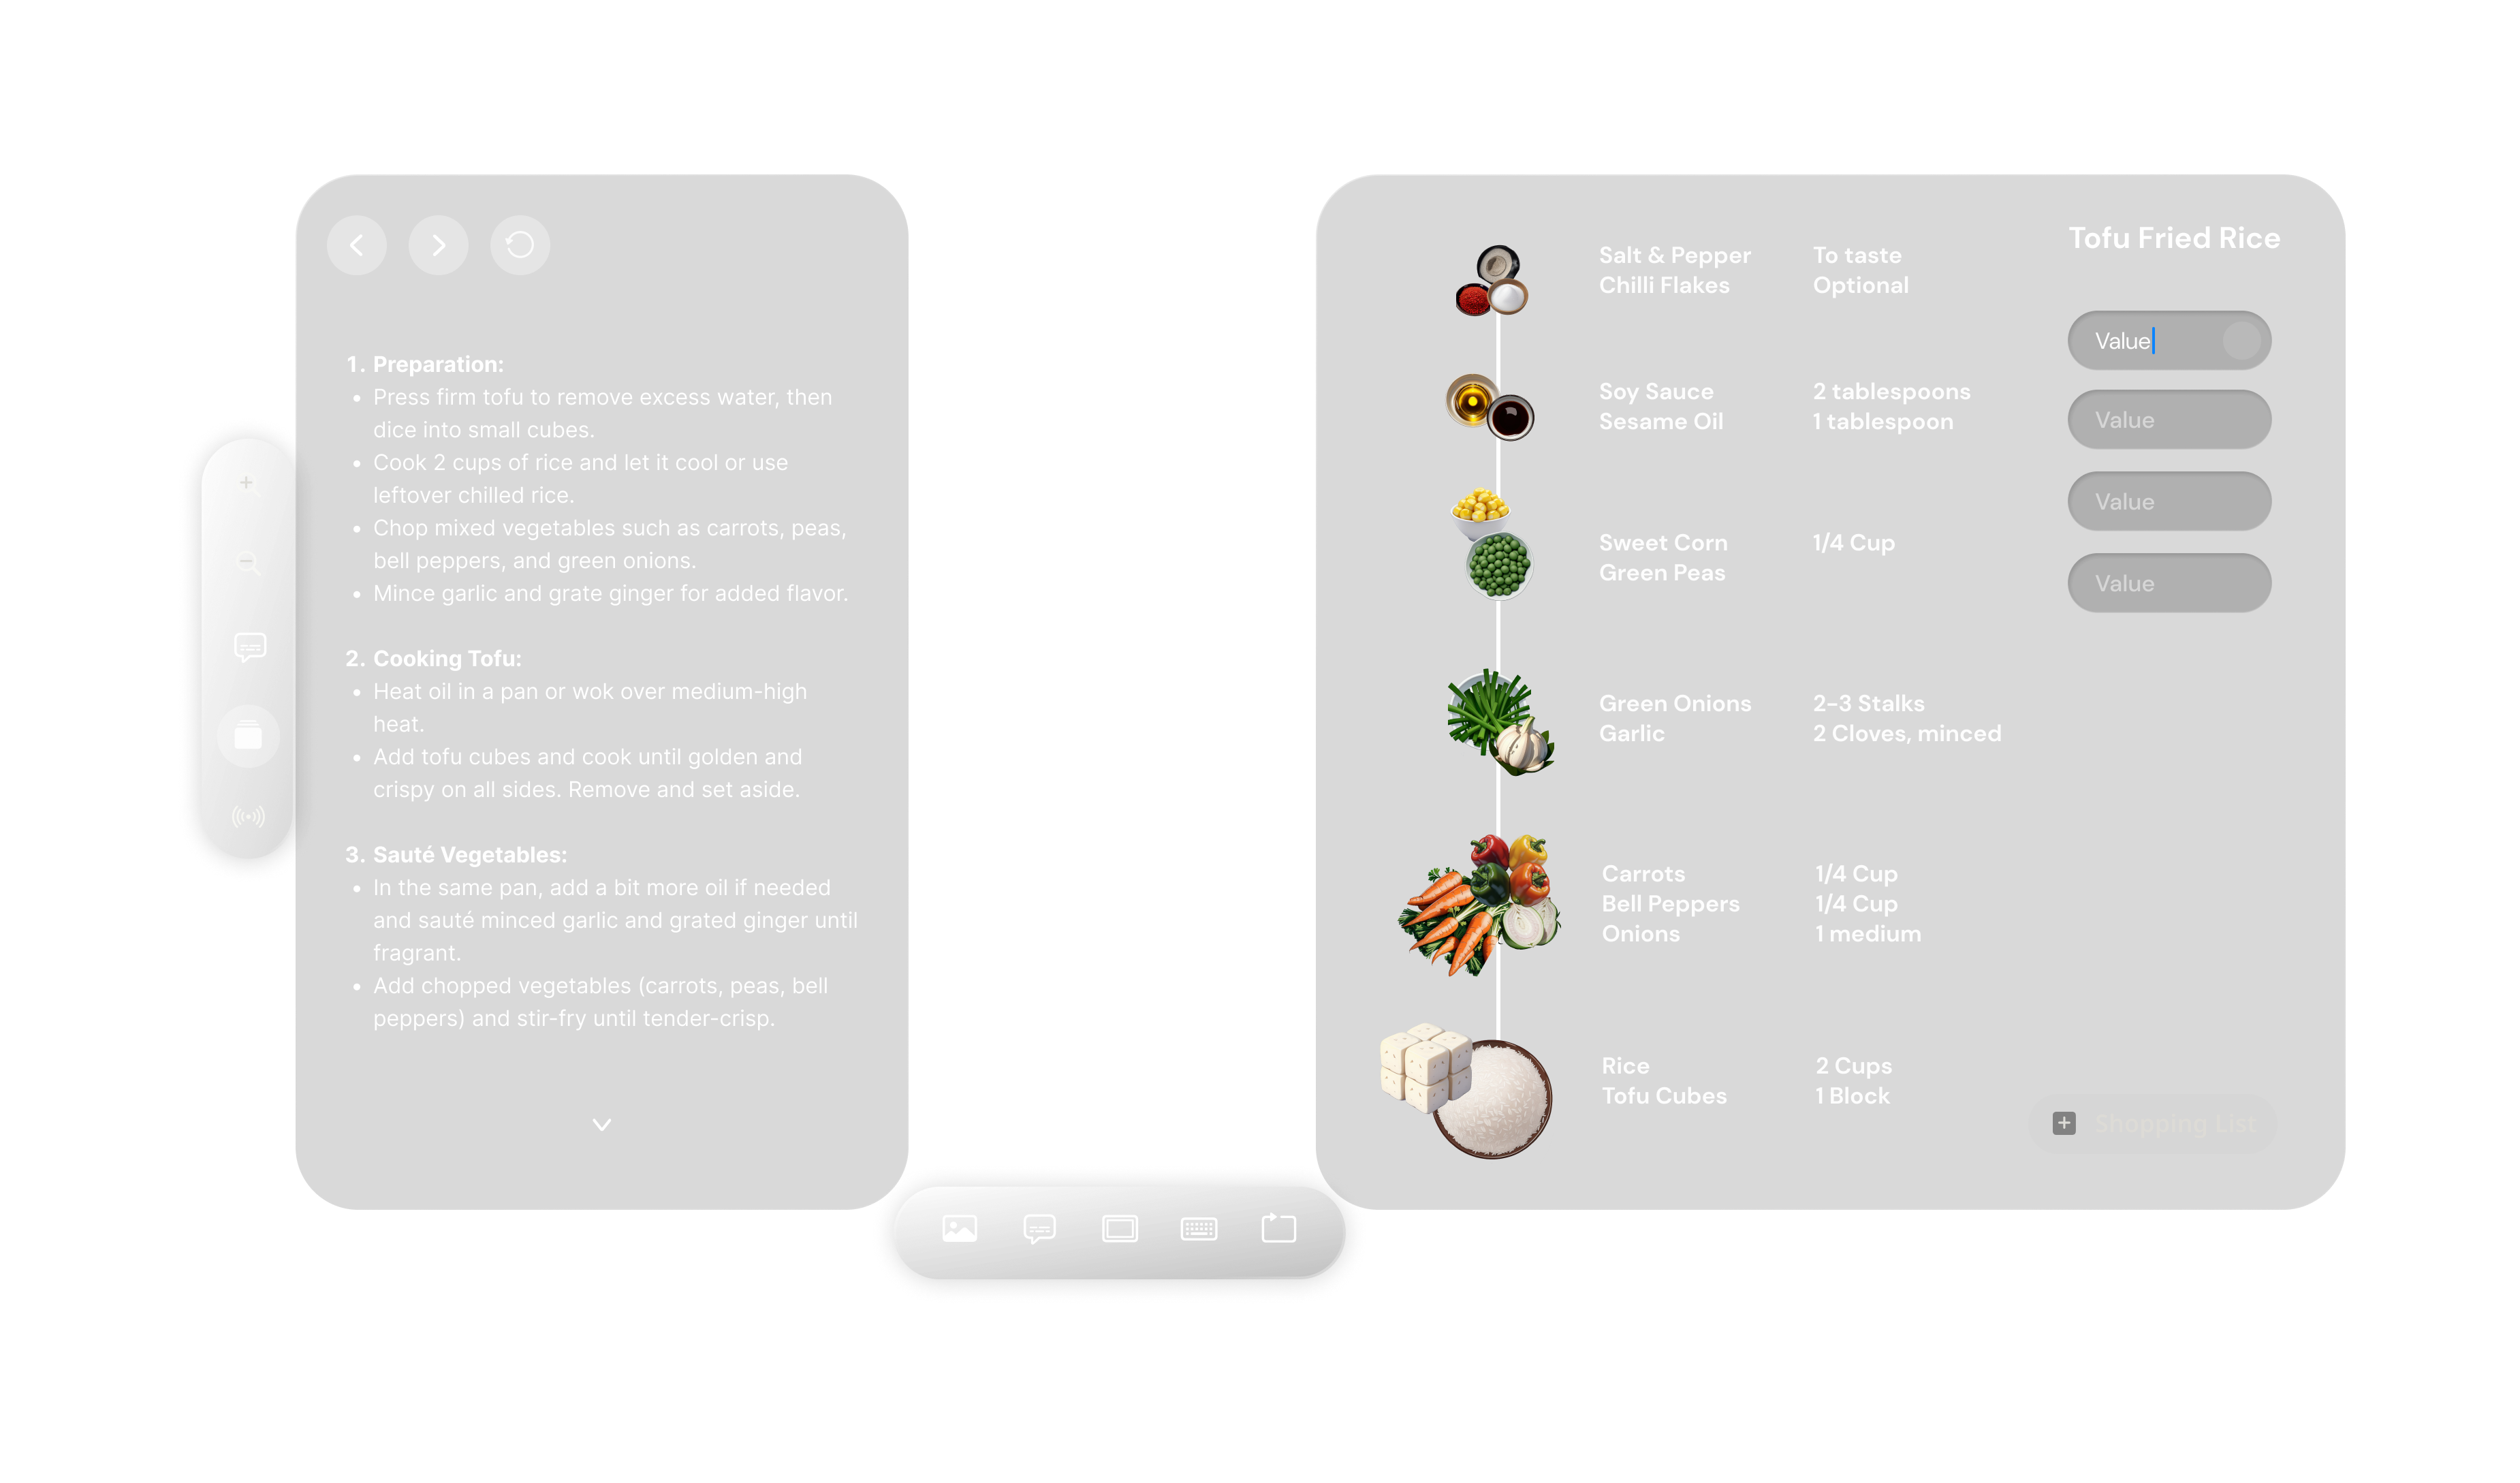 1. Preparation:
• Press firm tofu to remove excess water, then
dice into small cubes.
• Cook 2 cups of rice and let it cool or use
leftover chilled rice.
• Chop mixed vegetables such as carrots, peas,
bell peppers, and green onions.
• Mince garlic and grate ginger for added flavor.
2. Cooking Tofu:
• Heat oil in a pan or wok over medium-high
heat.
• Add tofu cubes and cook until golden and
crispy on all sides. Remove and set aside.
3. Sauté Vegetables:
• In the same pan, add a bit more oil if needed
and sauté minced garlic and grated ginger until
fragrant.
• Add chopped vegetables (carrots, peas, bell
peppers) and stir-fry until tender-crisp.
Salt & Pepper To taste
Chilli Flakes Optional
Soy Sauce 2 tablespoons
Sesame Oil 1 tablespoon
Sweet Corn 1/4 Cup
Green Peas
Green Onions 2-3 Stalks
Garlic 2 Cloves, minced
Carrots 1/4 Cup
Bell Peppers 1/4 Cup
Onions 1 medium
Rice 2 Cups
Tofu Cubes 1 Block
Tofu Fried Rice
Value
Value
Value
Value
Shopping List